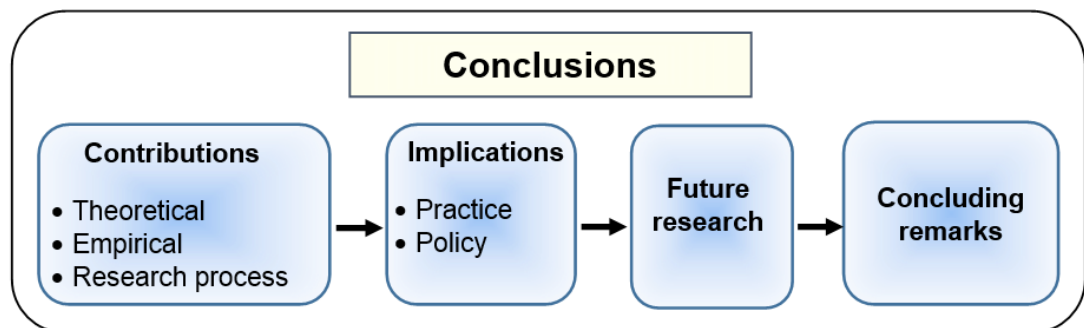 Conclusions
Contributions
• Theoretical
• Empirical
• Research process
Implications
• Practice
• Policy
Future
research
Concluding
remarks